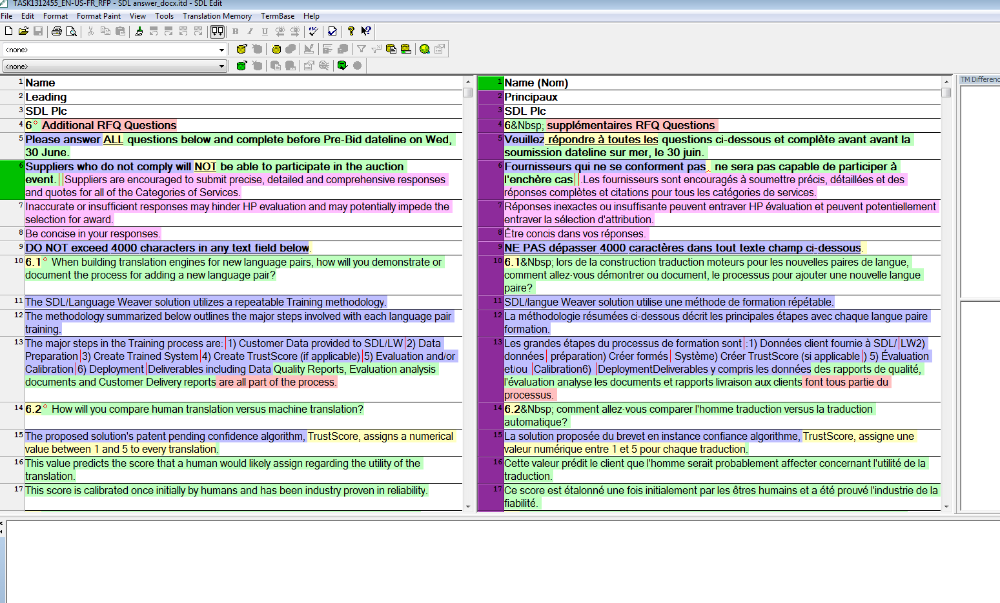 TASK1312455_EN-US-FR_RFP - SDL answer_docx.itd - SDL Edit
File Edit Format Format Paint View Tools Translation Memory TermBase Help
B I U ABC
<none>
<none>
TM Differenc
1 Name
2 Leading
3 SDL Plc
4 6 Additional RFQ Questions
5 Please answer ALL questions below and complete before Pre-Bid dateline on Wed,
30 June.
6 Suppliers who do not comply will NOT be able to participate in the auction
event. Suppliers are encouraged to submit precise, detailed and comprehensive responses
and quotes for all of the Categories of Services.
7 Inaccurate or insufficient responses may hinder HP evaluation and may potentially impede the
selection for award.
8 Be concise in your responses.
9 DO NOT exceed 4000 characters in any text field below.
10 6.1 When building translation engines for new language pairs, how will you demonstrate or
document the process for adding a new language pair?
11 The SDL/Language Weaver solution utilizes a repeatable Training methodology.
12 The methodology summarized below outlines the major steps involved with each language pair
training.
13 The major steps in the Training process are: 1) Customer Data provided to SDL/LW 2) Data
Preparation 3) Create Trained System 4) Create TrustScore (if applicable) 5) Evaluation and/or
Calibration 6) Deployment Deliverables including Data Quality Reports, Evaluation analysis
documents and Customer Delivery reports are all part of the process.
14 6.2 How will you compare human translation versus machine translation?
15 The proposed solution's patent pending confidence algorithm, TrustScore, assigns a numerical
value between 1 and 5 to every translation.
16 This value predicts the score that a human would likely assign regarding the utility of the
translation.
17 This score is calibrated once initially by humans and has been industry proven in reliability.
1 Name (Nom)
2 Principaux
3 SDL Plc
4 6&Nbsp; supplémentaires RFQ Questions
5 Veuillez répondre à toutes les questions ci-dessous et complète avant avant la
soumission dateline sur mer, le 30 juin.
6 Fournisseurs qui ne se conforment pas ne sera pas capable de participer à
l'enchère cas .Les fournisseurs sont encouragés à soumettre précis, détaillées et des
réponses complètes et citations pour tous les catégories de services.
7 Réponses inexactes ou insuffisante peuvent entraver HP évaluation et peuvent potentiellement
entraver la sélection d'attribution.
8 Être concis dans vos réponses.
9 NE PAS dépasser 4000 caractères dans tout texte champ ci-dessous.
10 6.1&Nbsp; lors de la construction traduction moteurs pour les nouvelles paires de langue,
comment allez-vous démontrer ou document, le processus pour ajouter une nouvelle langue
paire?
11 SDL/langue Weaver solution utilise une méthode de formation répétable.
12 La méthodologie résumées ci-dessous décrit les principales étapes avec chaque langue paire
formation.
13 Les grandes étapes du processus de formation sont :1) Données client fournie à SDL/ LW2)
données préparation) Créer formés Système) Créer TrustScore (si applicable ) 5) Évaluation
et/ou Calibration6) DeploymentDeliverables y compris les données des rapports de qualité,
l'évaluation analyse les documents et rapports livraison aux clients font tous partie du
processus.
14 6.2&Nbsp; comment allez-vous comparer l'homme traduction versus la traduction
automatique?
15 La solution proposée du brevet en instance confiance algorithme, TrustScore, assigne une
valeur numérique entre 1 et 5 pour chaque traduction.
16 Cette valeur prédit le client que l'homme serait probablement affecter concernant l'utilité de la
traduction.
17 Ce score est étalonné une fois initialement par les êtres humains et a été prouvé l'industrie de la
fiabilité.